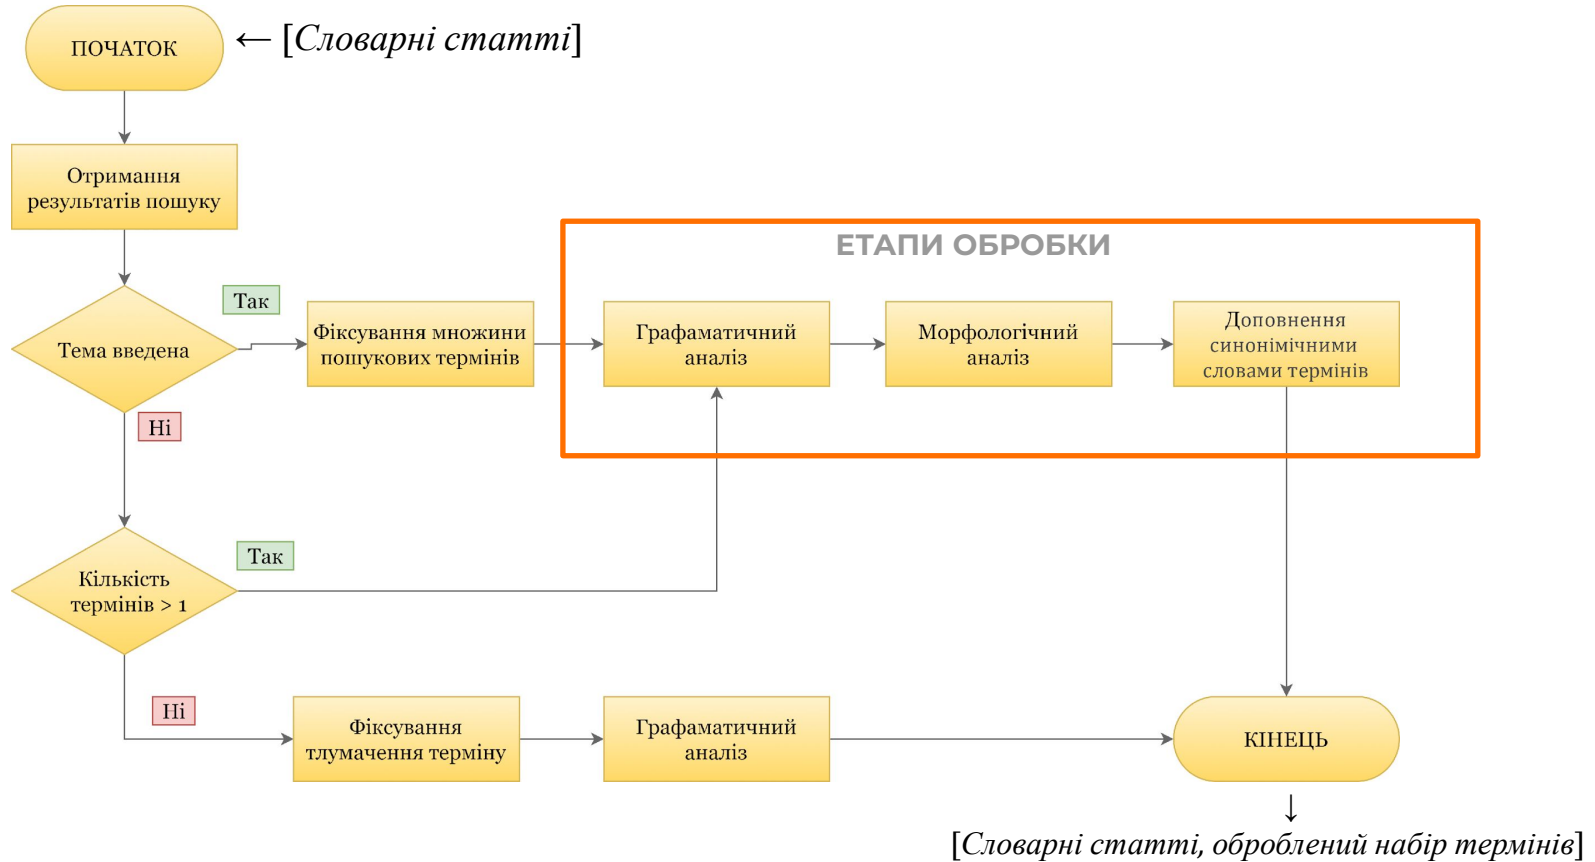 ПОЧАТОК
← [Словарні статті]
Отримання
результатів пошуку
ЕТАПИ ОБРОБКИ
Тема введена
Так
Фіксування множини
пошукових термінів
Графаматичний
аналіз
Морфологічний
аналіз
Доповнення
синонімічними
словами термінів
Ні
Кількість
термінів > 1
Так
Ні
Фіксування
тлумачення терміну
Графаматичний
аналіз
КІНЕЦЬ
↓
[Словарні статті, оброблений набір термінів]